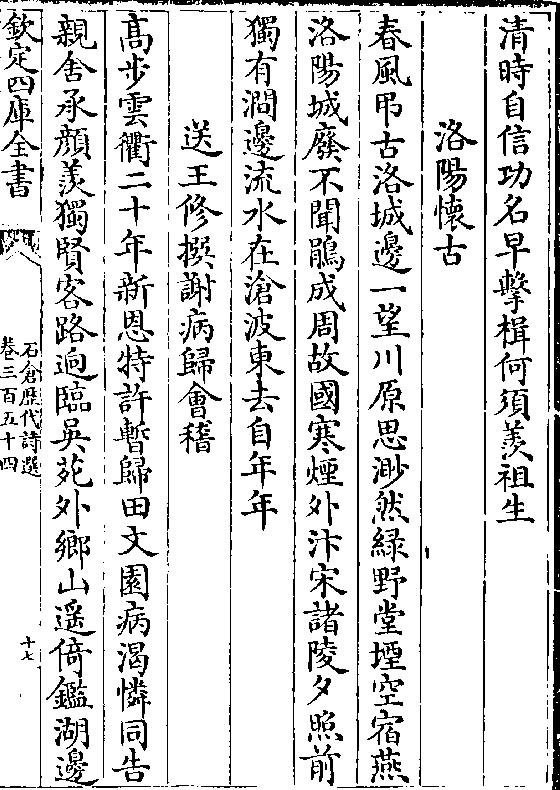 清時自信功名早擊楫何須羨祖生
洛陽懷古
春風弔古洛城邊一望川原思渺然綠野堂堙空宿燕
洛陽城廢不聞鵑成周故國寒煙外汴宋諸陵夕照前
獨有澗邊流水在滄波東去自年年
送王修撰謝病歸會稽
高步雲衢二十年新恩特許暫歸田文園病渴憐同告
親舍承顔羨獨賢客路逈臨吳苑外鄉山遥倚鑑湖邊
欽定四庫全書
石倉歴代詩選
卷三百五十四
十七